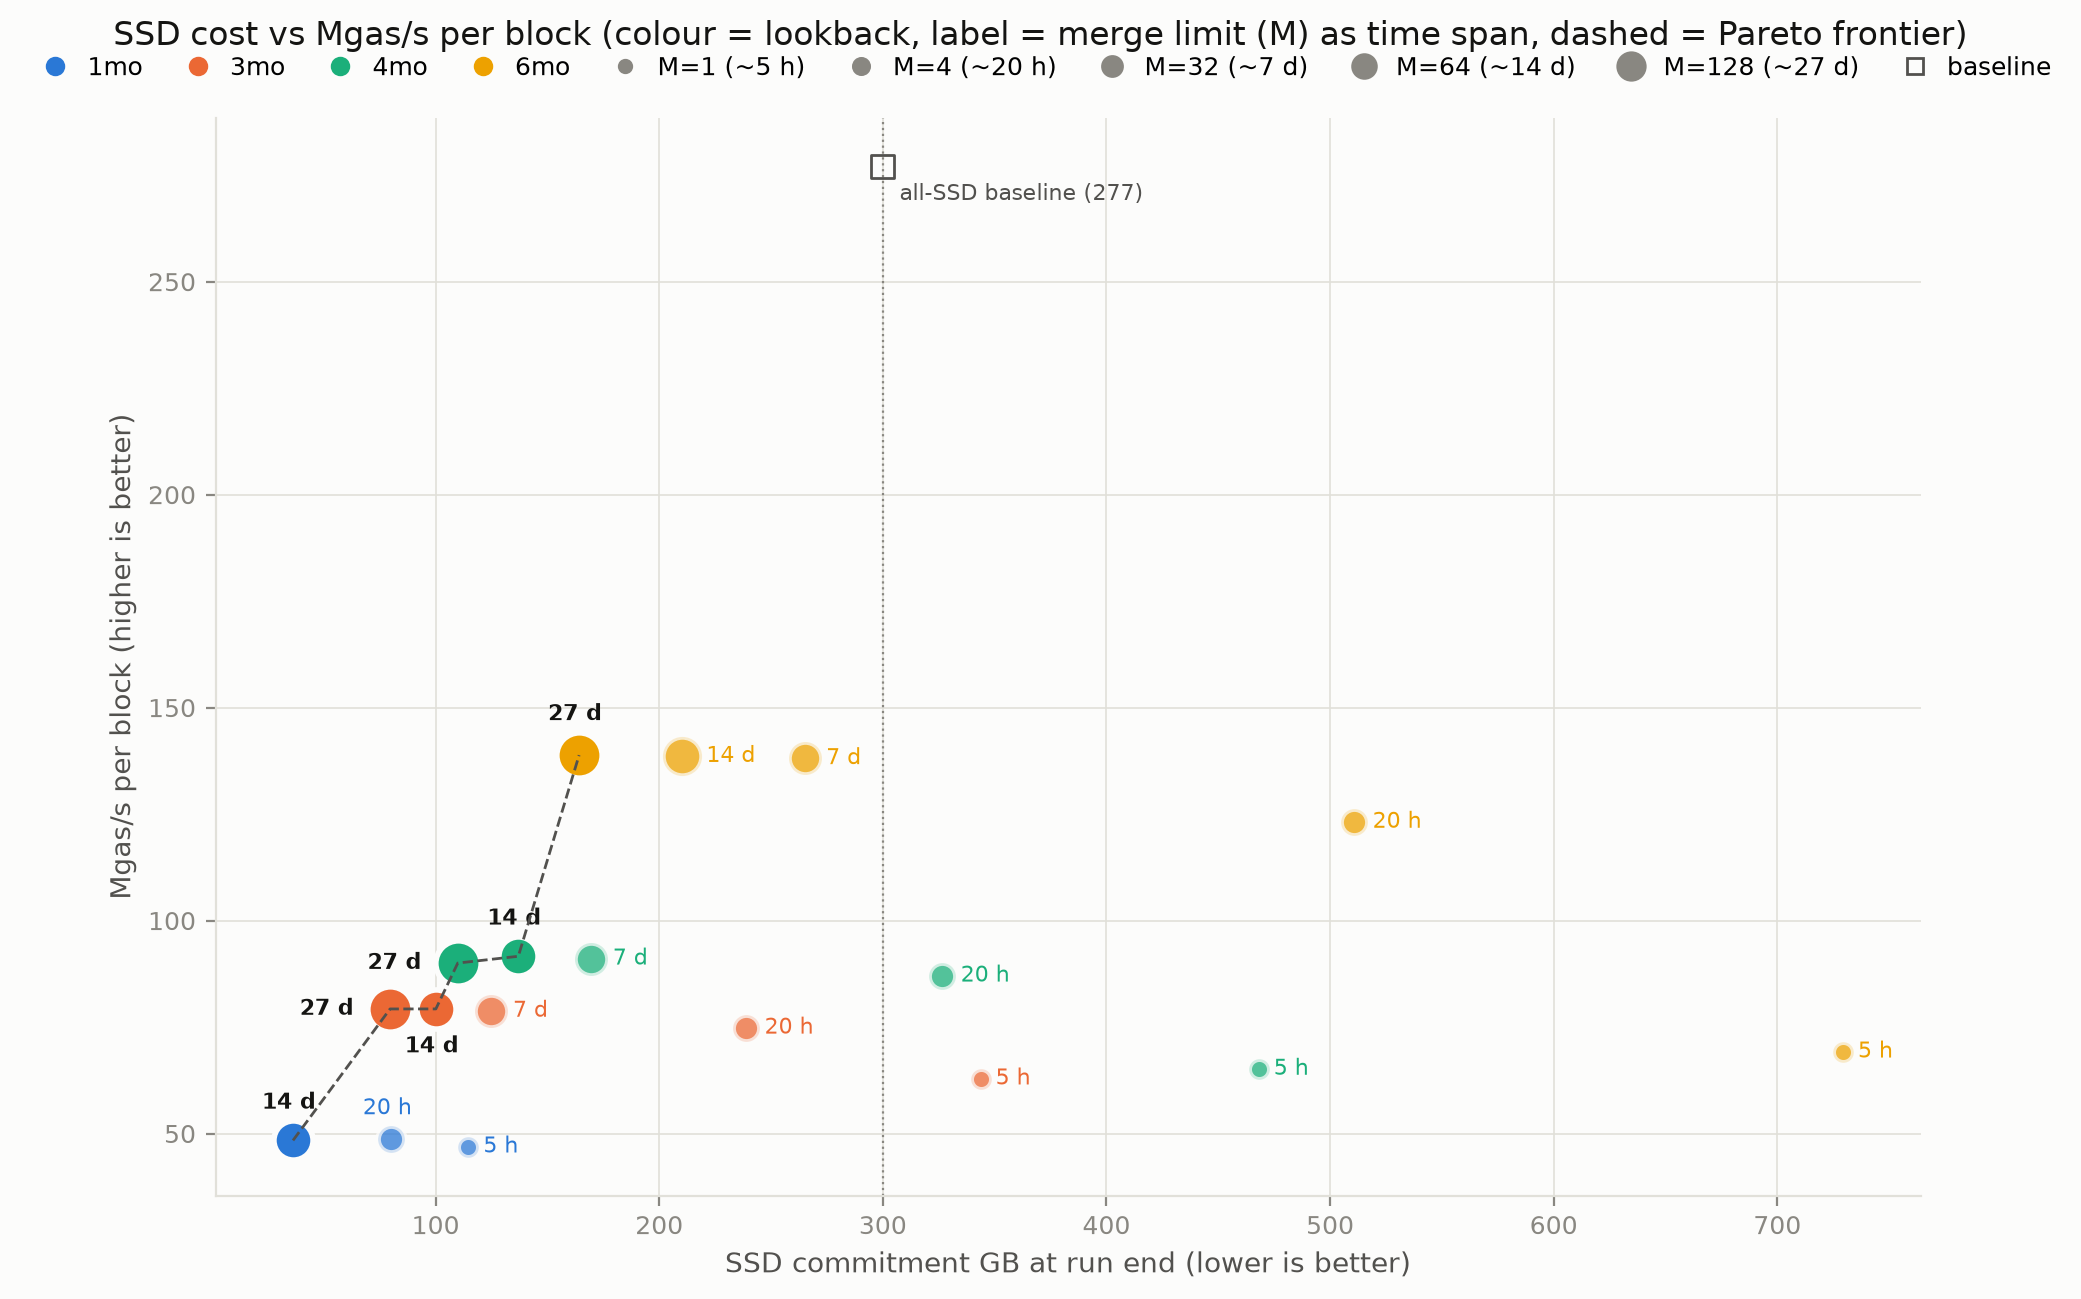 SSD cost vs Mgas/s per block (colour = lookback, label = merge limit (M) as time span, dashed = Pareto frontier)
1mo 3mo 4mo 6mo M=1 (~5 h) M=4 (~20 h) M=32 (~7 d) M=64 (~14 d) M=128 (~27 d) baseline
all-SSD baseline (277)
250
200
150
100
50
Mgas/s per block (higher is better)
27 d
14 d
7 d
20 h
14 d
27 d
7 d
20 h
27 d
14 d
7 d
20 h
5 h
5 h
5 h
14 d
20 h
5 h
100 200 300 400 500 600 700
SSD commitment GB at run end (lower is better)